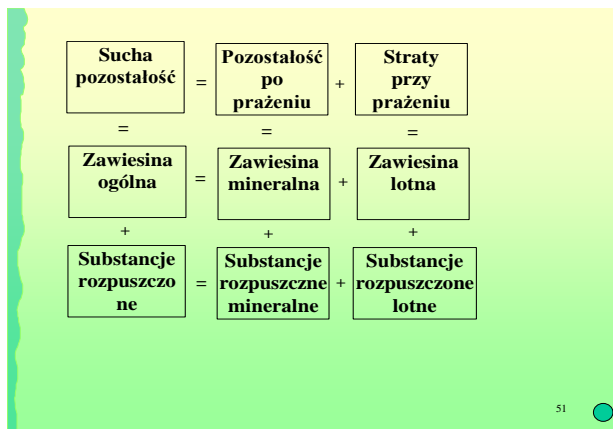 Sucha
pozostałość
=
Pozostałość
po
prażeniu
+
Straty
przy
prażeniu
=
=
=
Zawiesina
ogólna
=
Zawiesina
mineralna
+
Zawiesina
lotna
+
+
+
Substancje
rozpuszczo
ne
=
Substancje
rozpuszczne
mineralne
+
Substancje
rozpuszczone
lotne
51